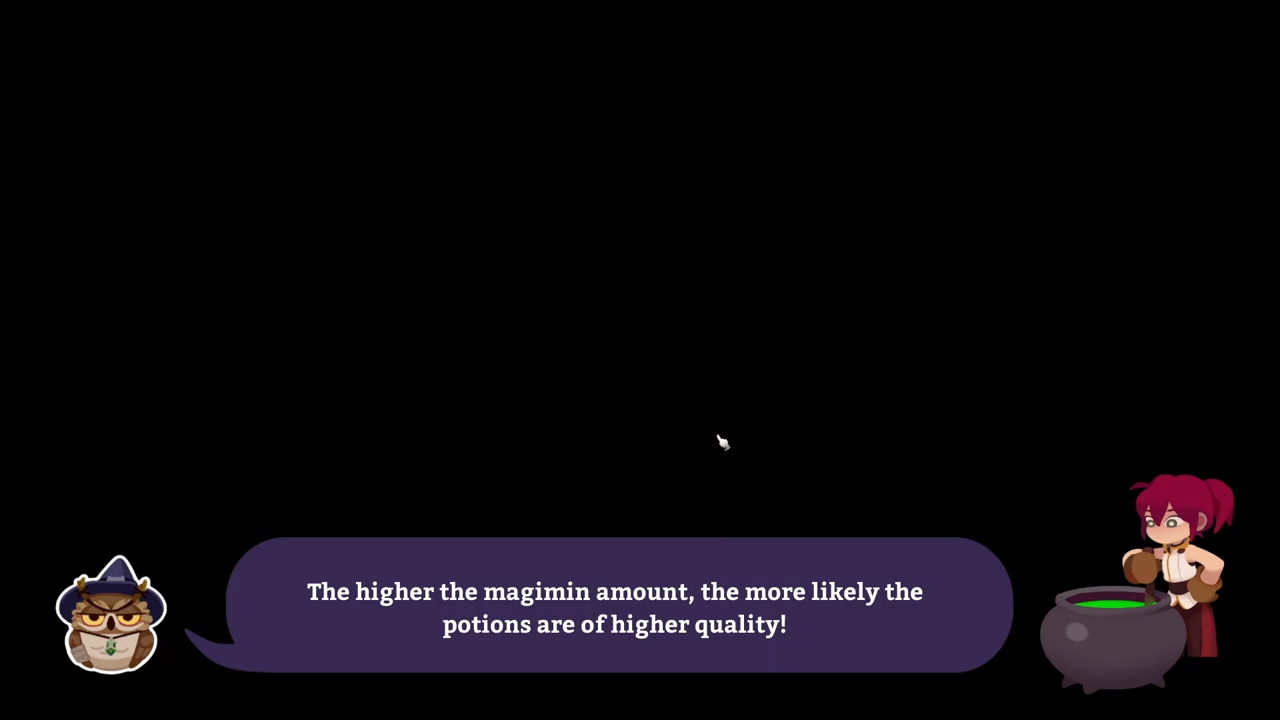 The higher the magimin amount, the more likely the
potions are of higher quality!